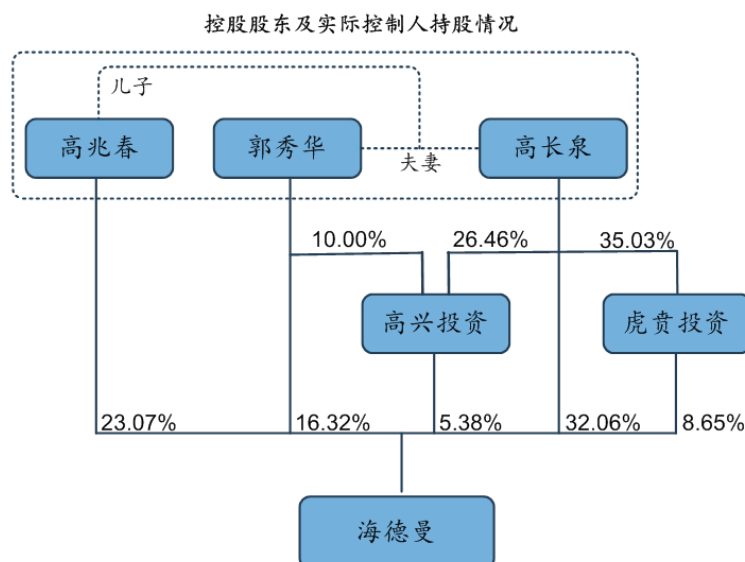 控股股东及实际控制人持股情况
儿子
高兆春
郭秀华
夫妻
高长泉
10.00%
26.46%
35.03%
高兴投资
虎贲投资
23.07%
16.32%
5.38%
32.06%
8.65%
海德曼